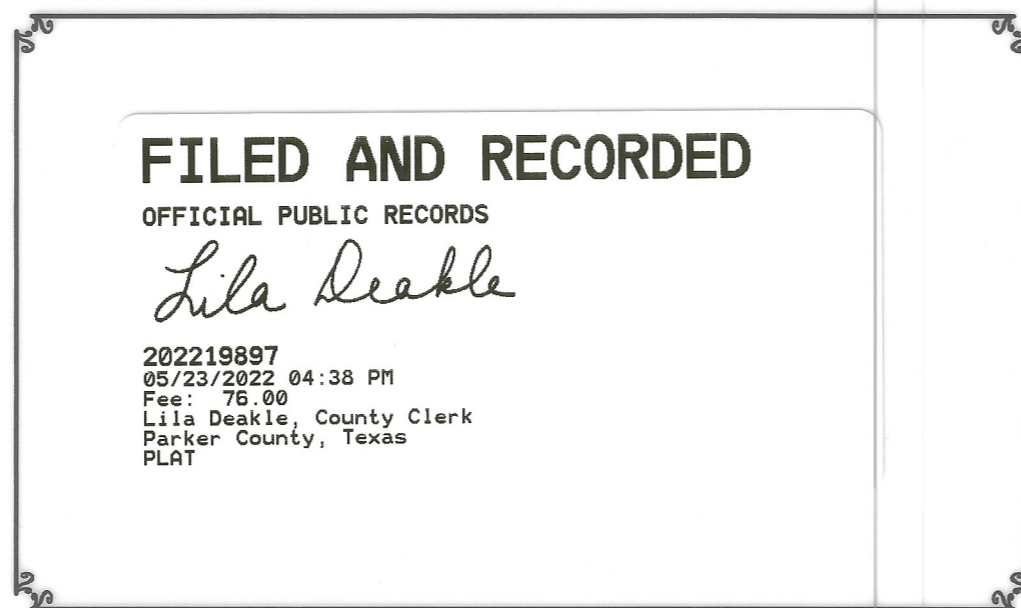 FILED AND RECORDED
OFFICIAL PUBLIC RECORDS
Lila Deakle
202219897
05/23/2022 04:38 PM
Fee: 76.00
Lila Deakle, County Clerk
Parker County, Texas
PLAT